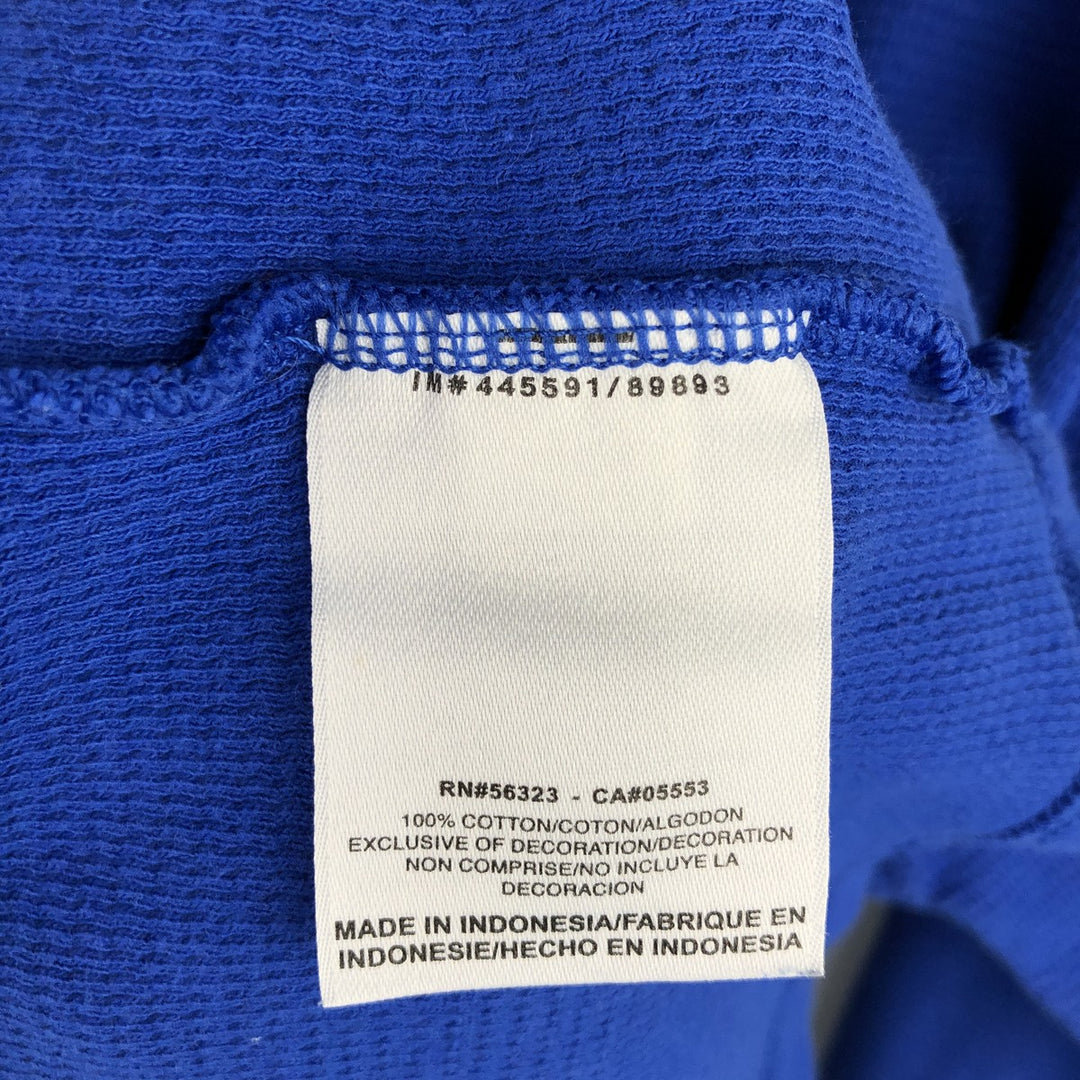 IM#445591/89893
RN#56323 - CA#05553
100% COTTON/COTON/ALGODON
EXCLUSIVE OF DECORATION/DECORATION
NON COMPRISE/NO INCLUYE LA
DECORACION
MADE IN INDONESIA/FABRIQUE EN
INDONESIE/HECHO EN INDONESIA